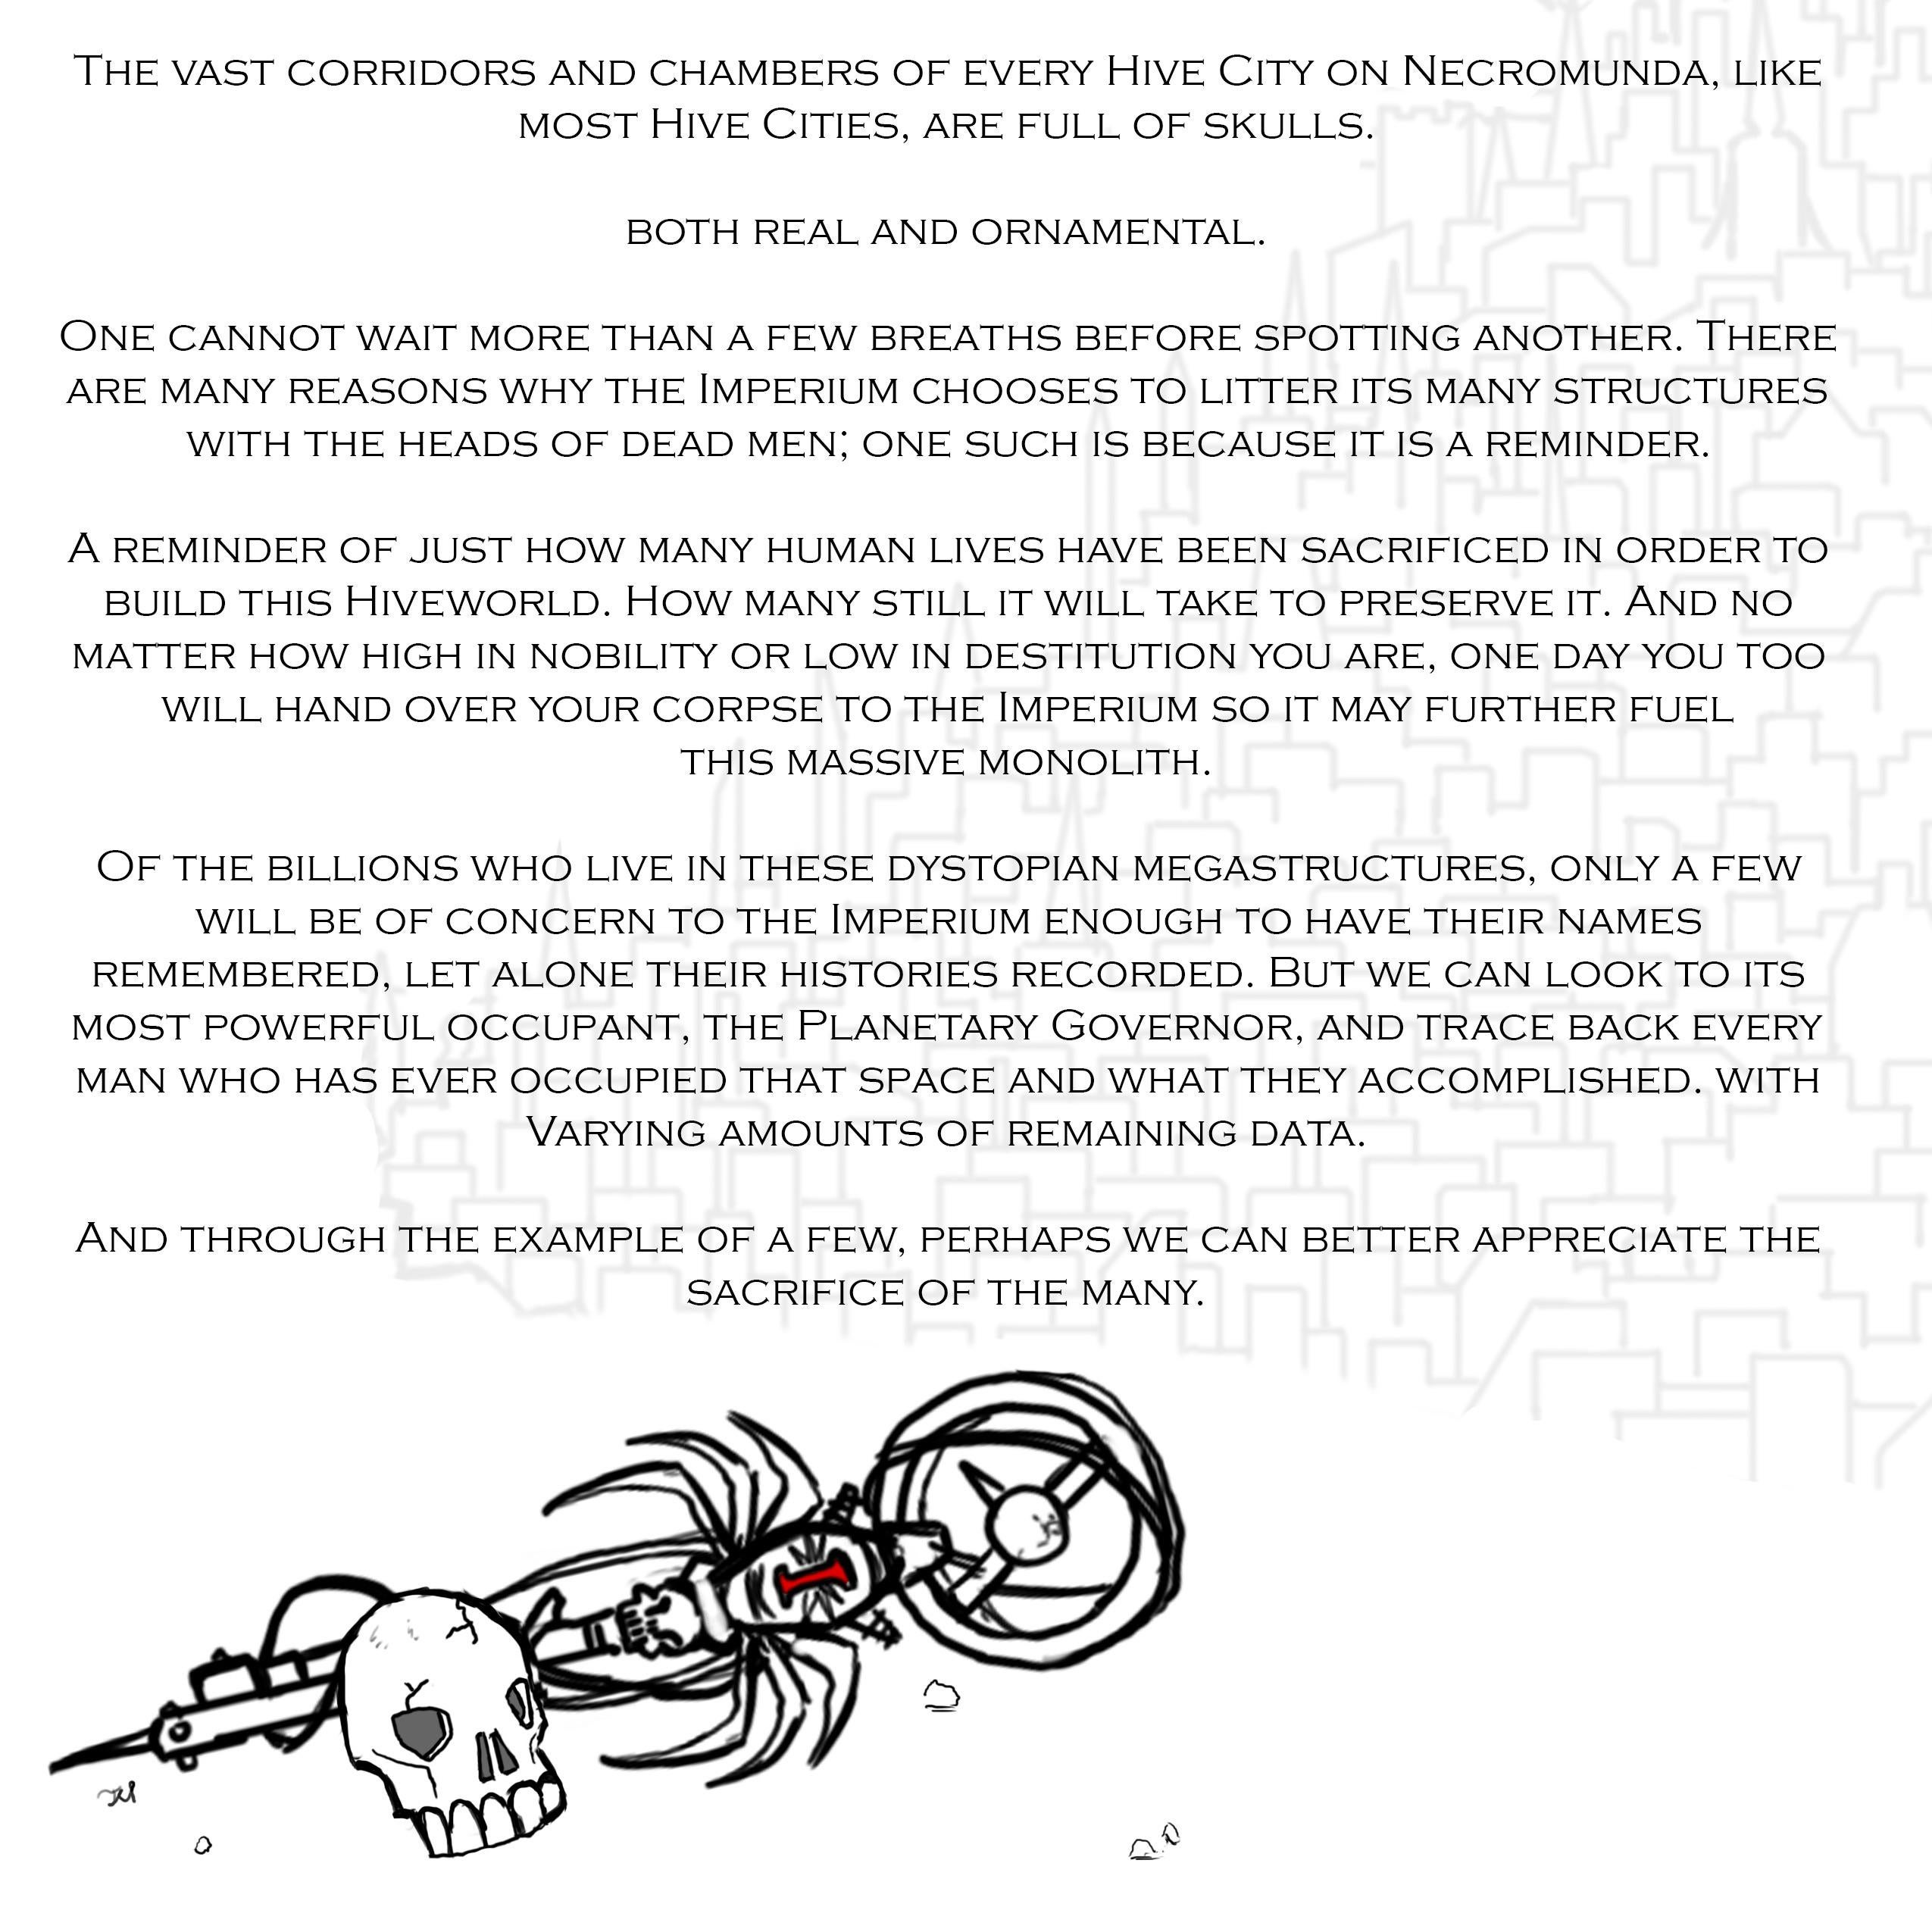 The vast corridors and chambers of every Hive City on Necromunda, like
most Hive Cities, are full of skulls.
both real and ornamental.
One cannot wait more than a few breaths before spotting another. There
are many reasons why the Imperium chooses to litter its many structures
with the heads of dead men; one such is because it is a reminder.
A reminder of just how many human lives have been sacrificed in order to
build this Hiveworld. How many still it will take to preserve it. And no
matter how high in nobility or low in destitution you are, one day you too
will hand over your corpse to the Imperium so it may further fuel
this massive monolith.
Of the billions who live in these dystopian megastructures, only a few
will be of concern to the Imperium enough to have their names
remembered, let alone their histories recorded. But we can look to its
most powerful occupant, the Planetary Governor, and trace back every
man who has ever occupied that space and what they accomplished. with
Varying amounts of remaining data.
And through the example of a few, perhaps we can better appreciate the
sacrifice of the many.
I